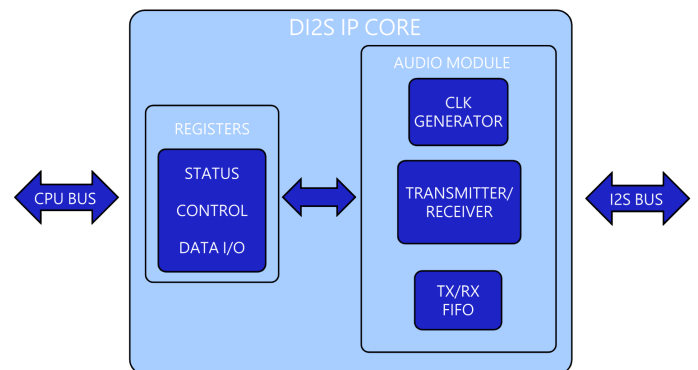 DI2S IP CORE
AUDIO MODULE
CLK
GENERATOR
REGISTERS
STATUS
CONTROL
DATA I/O
CPU BUS
TRANSMITTER/
RECEIVER
I2S BUS
TX/RX
FIFO